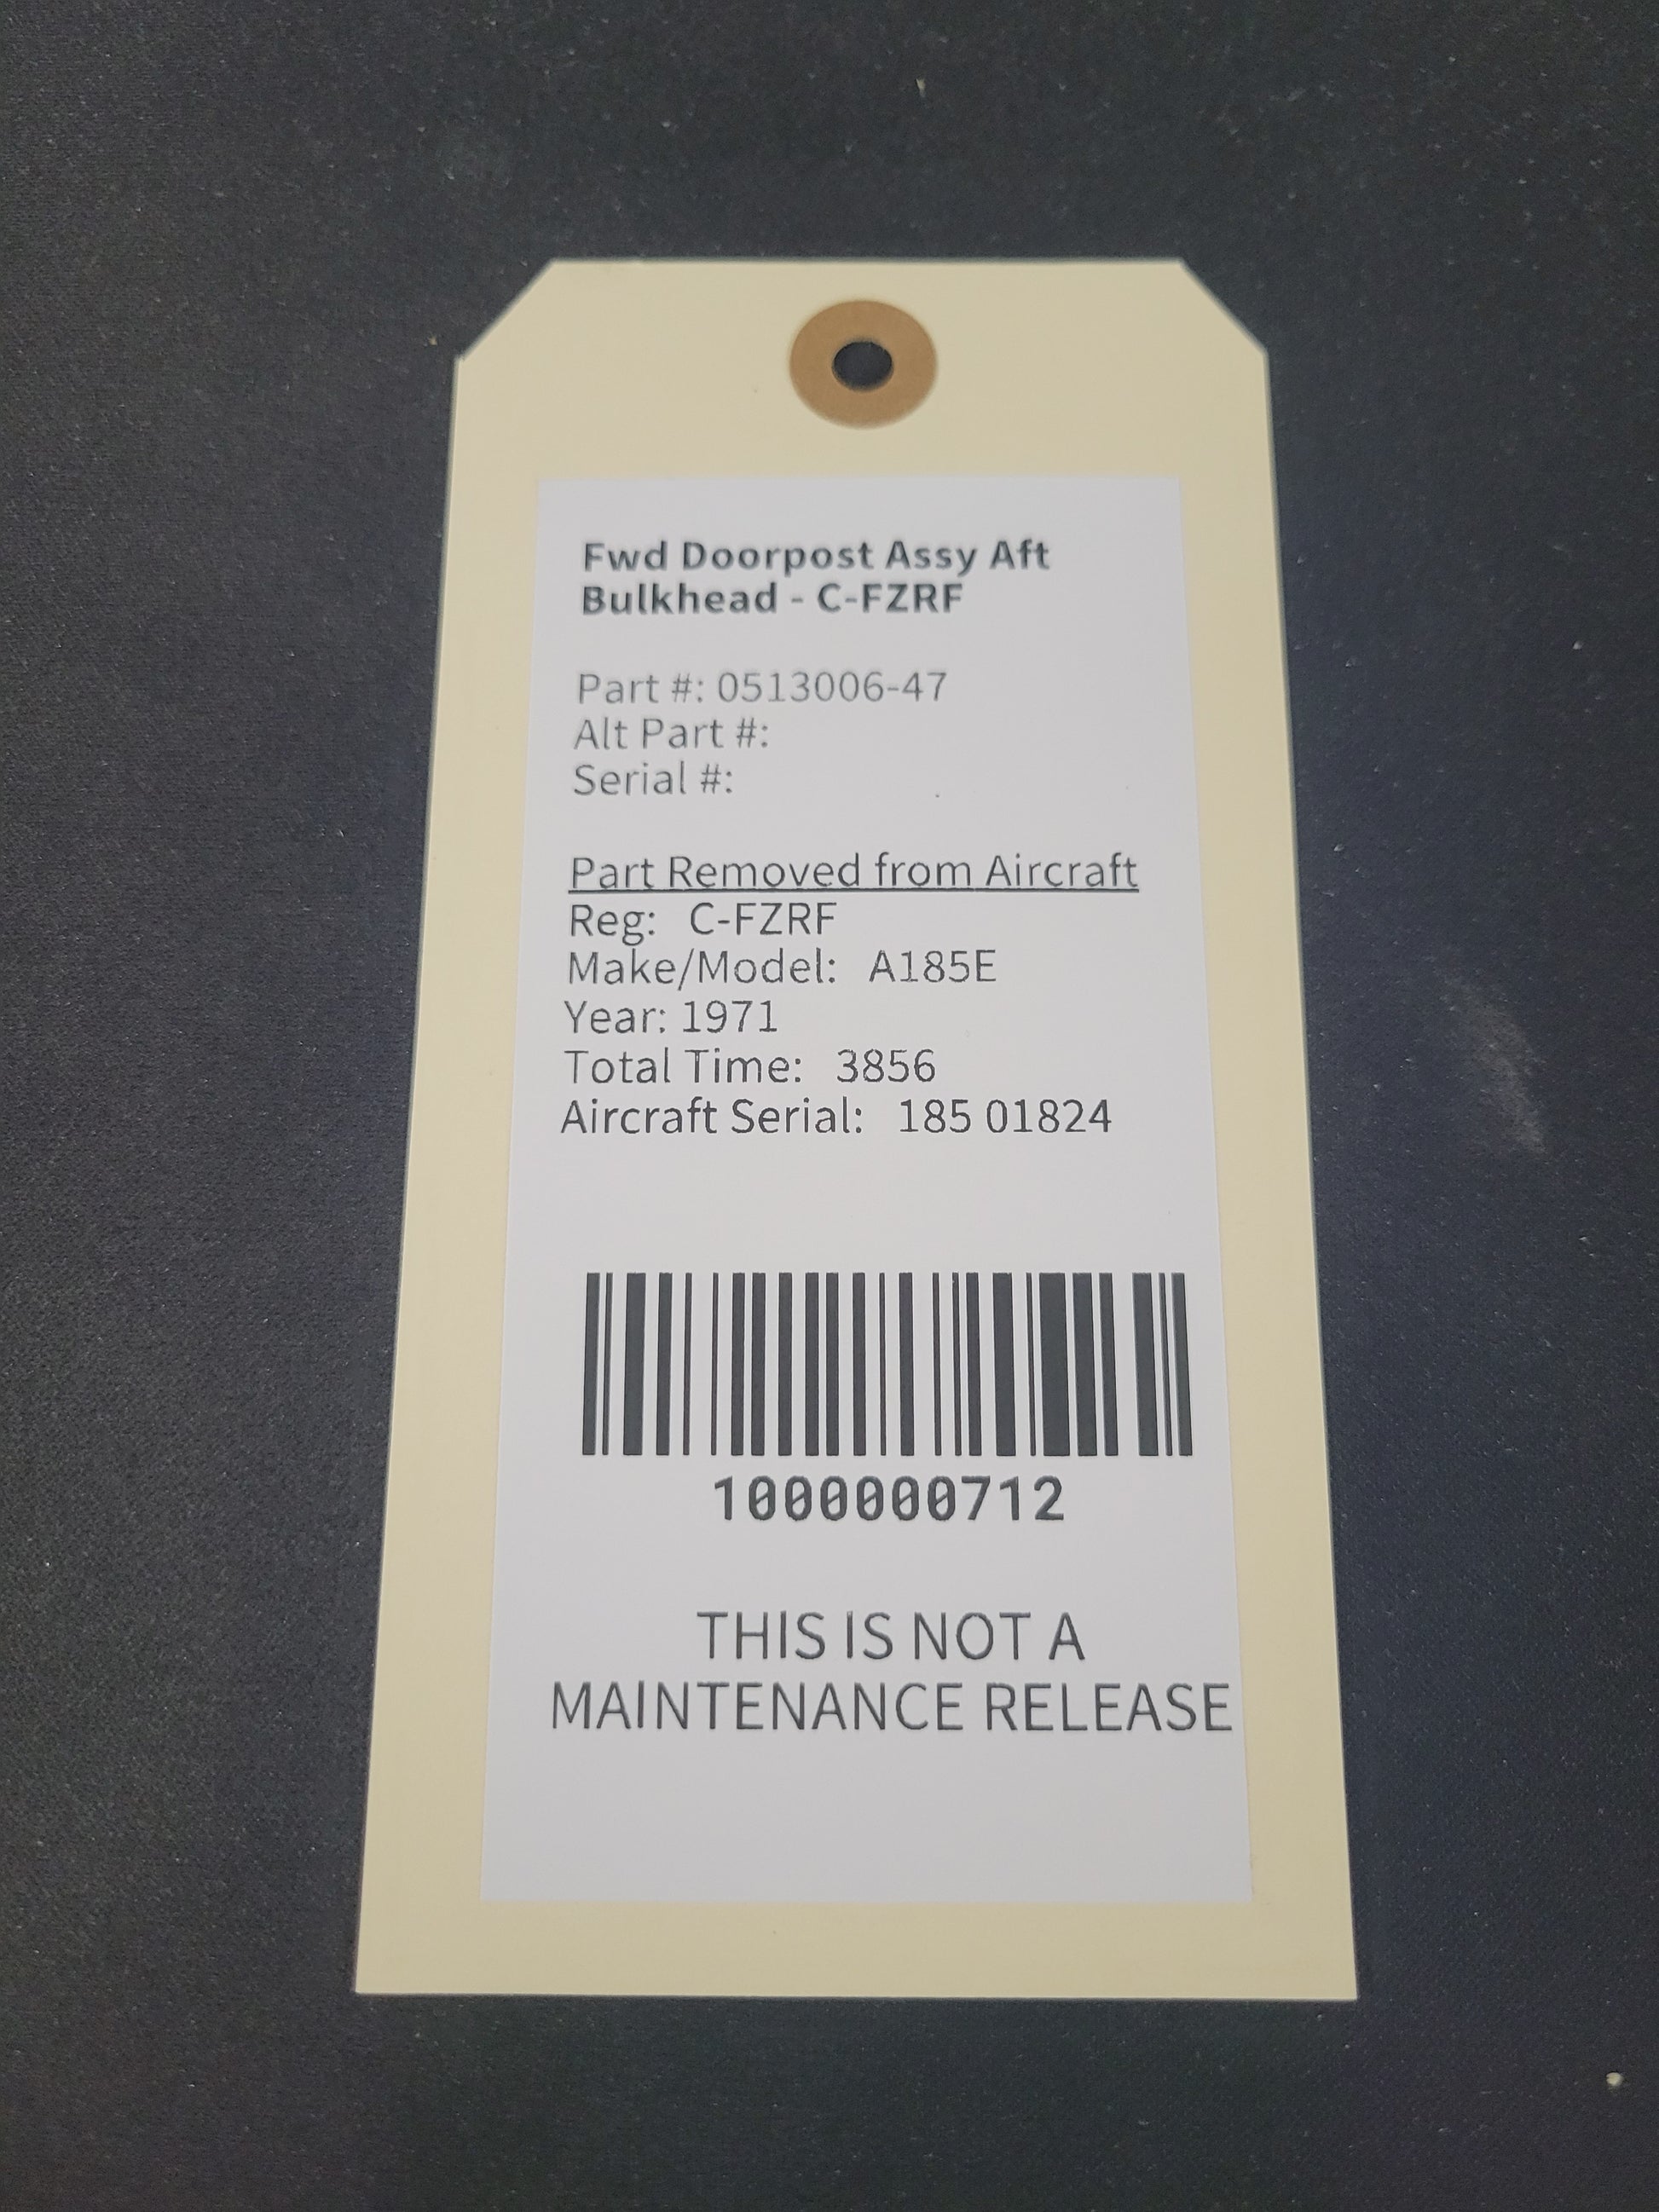 Fwd Doorpost Assy Aft
Bulkhead - C-FZRF
Part #: 0513006-47
Alt Part #:
Serial #:
Part Removed from Aircraft
Reg: C-FZRF
Make/Model: A185E
Year: 1971
Total Time: 3856
Aircraft Serial: 185 01824
1000000712
THIS IS NOT A
MAINTENANCE RELEASE